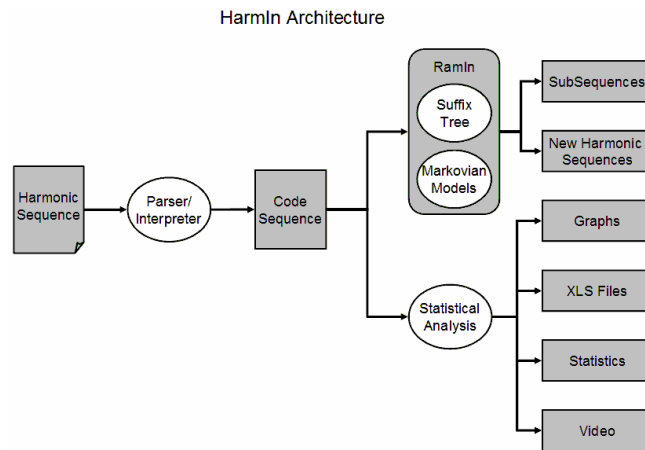 HarmIn Architecture
Harmonic
Sequence
Parser/
Interpreter
Code
Sequence
RamIn
Suffix
Tree
Markovian
Models
Statistical
Analysis
SubSequences
New Harmonic
Sequences
Graphs
XLS Files
Statistics
Video